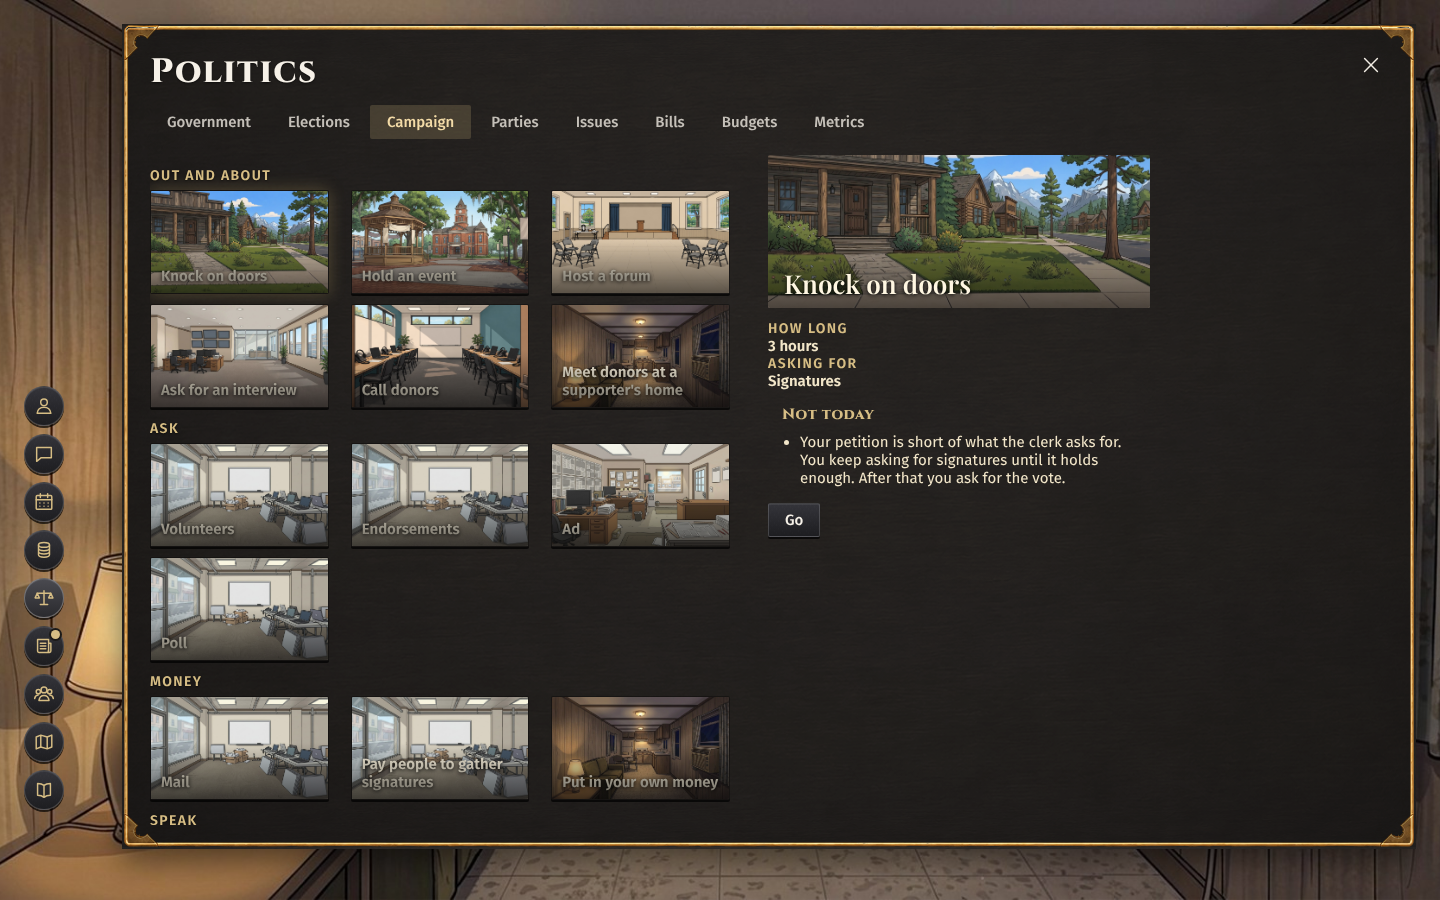 Politics
Government Elections Campaign Parties Issues Bills Budgets Metrics
OUT AND ABOUT
Knock on doors
Hold an event
Host a forum
Ask for an interview
Call donors
Meet donors at a
supporter's home
ASK
Volunteers
Endorsements
Ad
Poll
MONEY
Mail
Pay people to gather
signatures
Put in your own money
SPEAK
Knock on doors
HOW LONG
3 hours
ASKING FOR
Signatures
Not today
• Your petition is short of what the clerk asks for.
You keep asking for signatures until it holds
enough. After that you ask for the vote.
Go